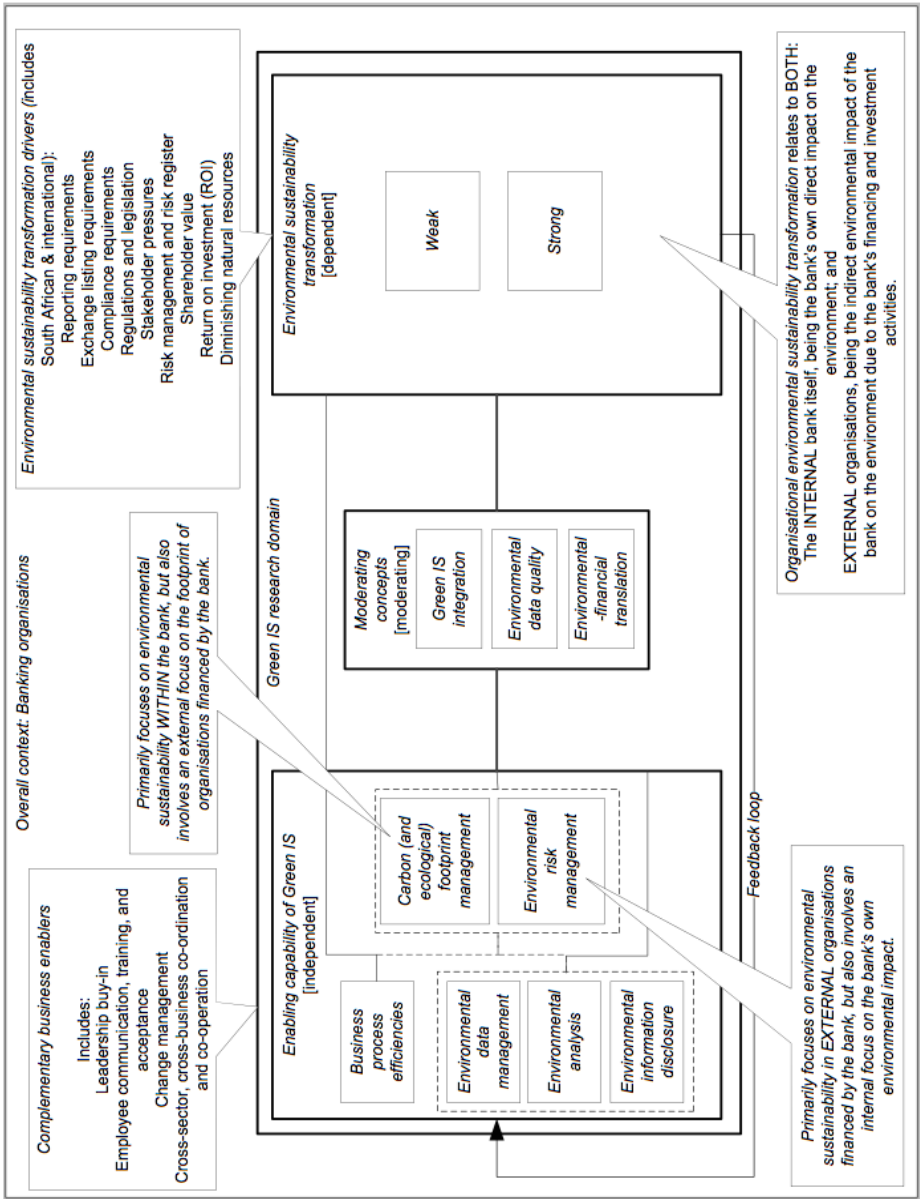 Overall context: Banking organisations
Complementary business enablers
Includes:
Leadership buy-in
Employee communication, training, and
acceptance
Change management
Cross-sector, cross-business co-ordination
and co-operation
Primarily focuses on environmental
sustainability WITHIN the bank, but also
involves an external focus on the footprint of
organisations financed by the bank.
Environmental sustainability transformation drivers (includes
South African & international):
Reporting requirements
Exchange listing requirements
Compliance requirements
Regulations and legislation
Stakeholder pressures
Risk management and risk register
Shareholder value
Return on investment (ROI)
Diminishing natural resources
Green IS research domain
Enabling capability of Green IS
[independent]
Business
process
efficiencies
Environmental
data
management
Environmental
analysis
Environmental
information
disclosure
Carbon (and
ecological)
footprint
management
Environmental
risk
management
Moderating
concepts
[moderating]
Green IS
integration
Environmental
data quality
Environmental
-financial
translation
Environmental sustainability
transformation
[dependent]
Weak
Strong
Feedback loop
Primarily focuses on environmental
sustainability in EXTERNAL organisations
financed by the bank, but also involves an
internal focus on the bank's own
environmental impact.
Organisational environmental sustainability transformation relates to BOTH:
The INTERNAL bank itself, being the bank's own direct impact on the
environment; and
EXTERNAL organisations, being the indirect environmental impact of the
bank on the environment due to the bank's financing and investment
activities.